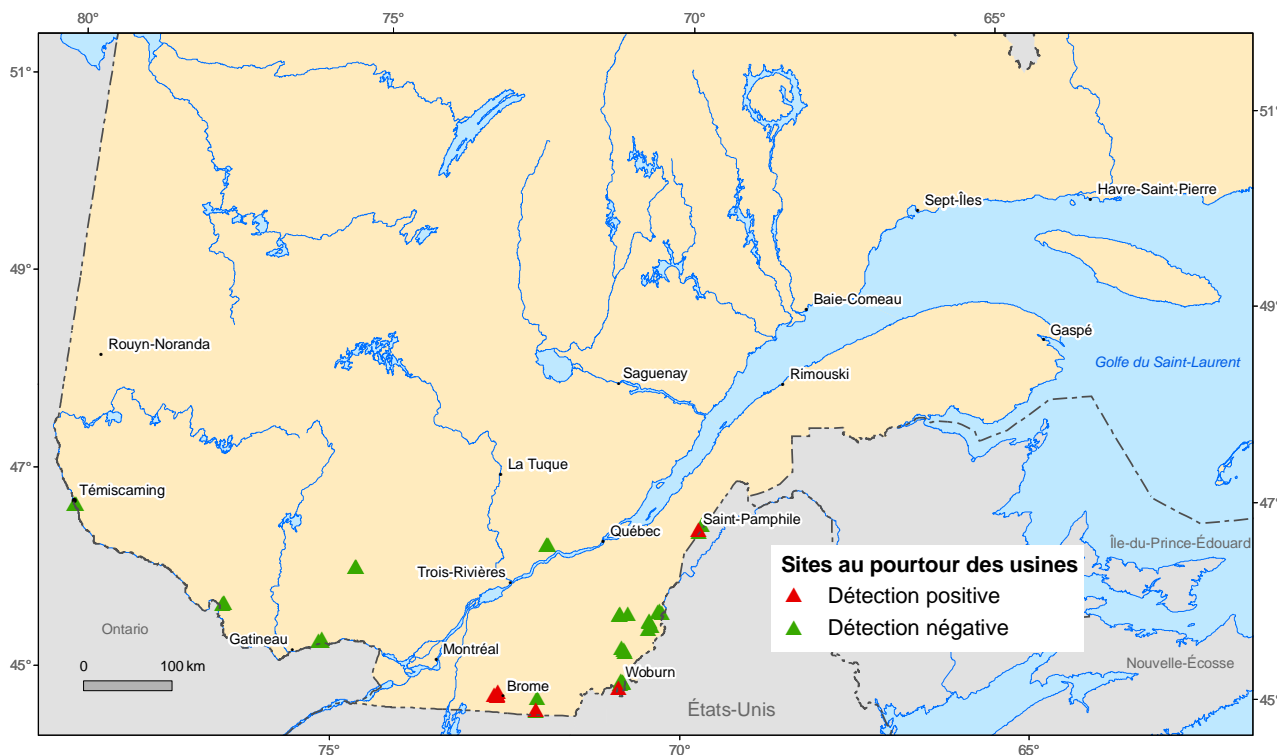 80°
75°
70°
65°
51°
51°
Sept-Îles
Havre-Saint-Pierre
49°
Baie-Comeau
49°
Rouyn-Noranda
Gaspé
Golfe du Saint-Laurent
Saguenay
Rimouski
47°
La Tuque
Témiscaming
Saint-Pamphile
47°
Québec
Île-du-Prince-Édouard
Sites au pourtour des usines
Trois-Rivières
Détection positive
Détection négative
Ontario
Gatineau
45°
Montréal
0 100 km
Woburn
Nouvelle-Écosse
Brome
États-Unis
45°
75°
70°
65°